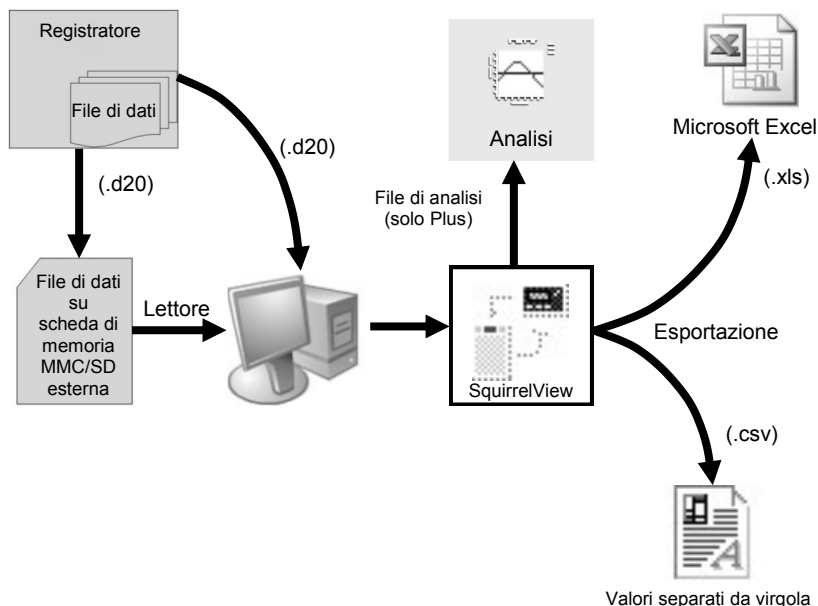 Registratore
File di dati
(.d20)
(.d20)
File di dati
su
scheda di
memoria
MMC/SD
esterna
Lettore
Analisi
File di analisi
(solo Plus)
SquirrelView
Microsoft Excel
(.xls)
Esportazione
(.csv)
Valori separati da virgola